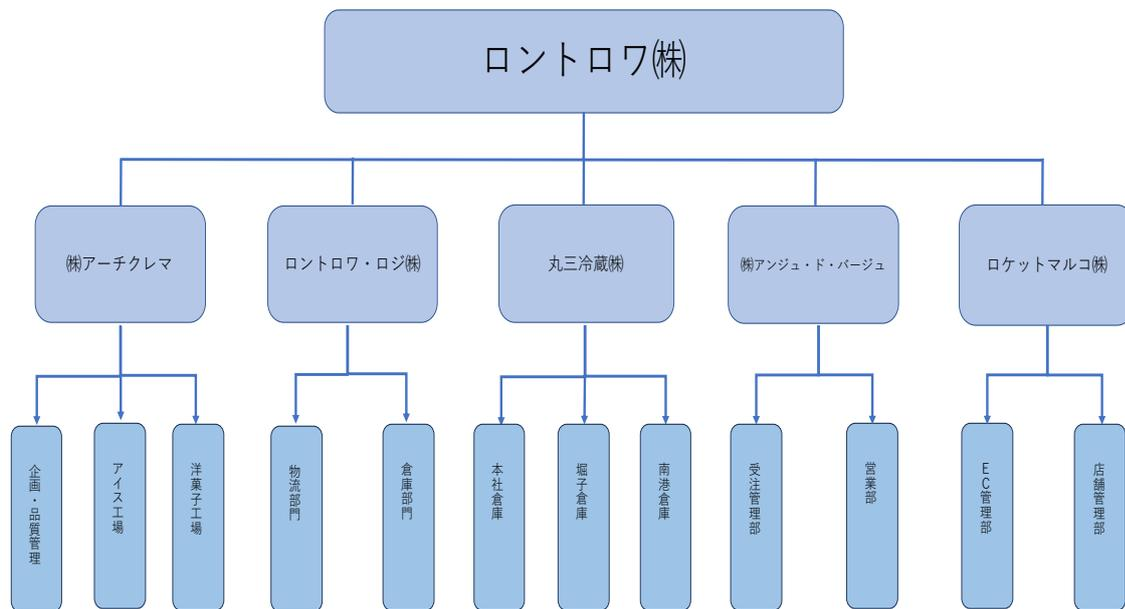 ロントロワ㈱
㈱アーチクレマ
ロントロワ・ロジ㈱
丸三冷蔵㈱
㈱アンジュ・ド・バージュ
ロケットマルコ㈱
企画・品質管理
アイス工場
洋菓子工場
物流部門
倉庫部門
本社倉庫
堀子倉庫
南港倉庫
受注管理部
営業部
EC管理部
店舗管理部